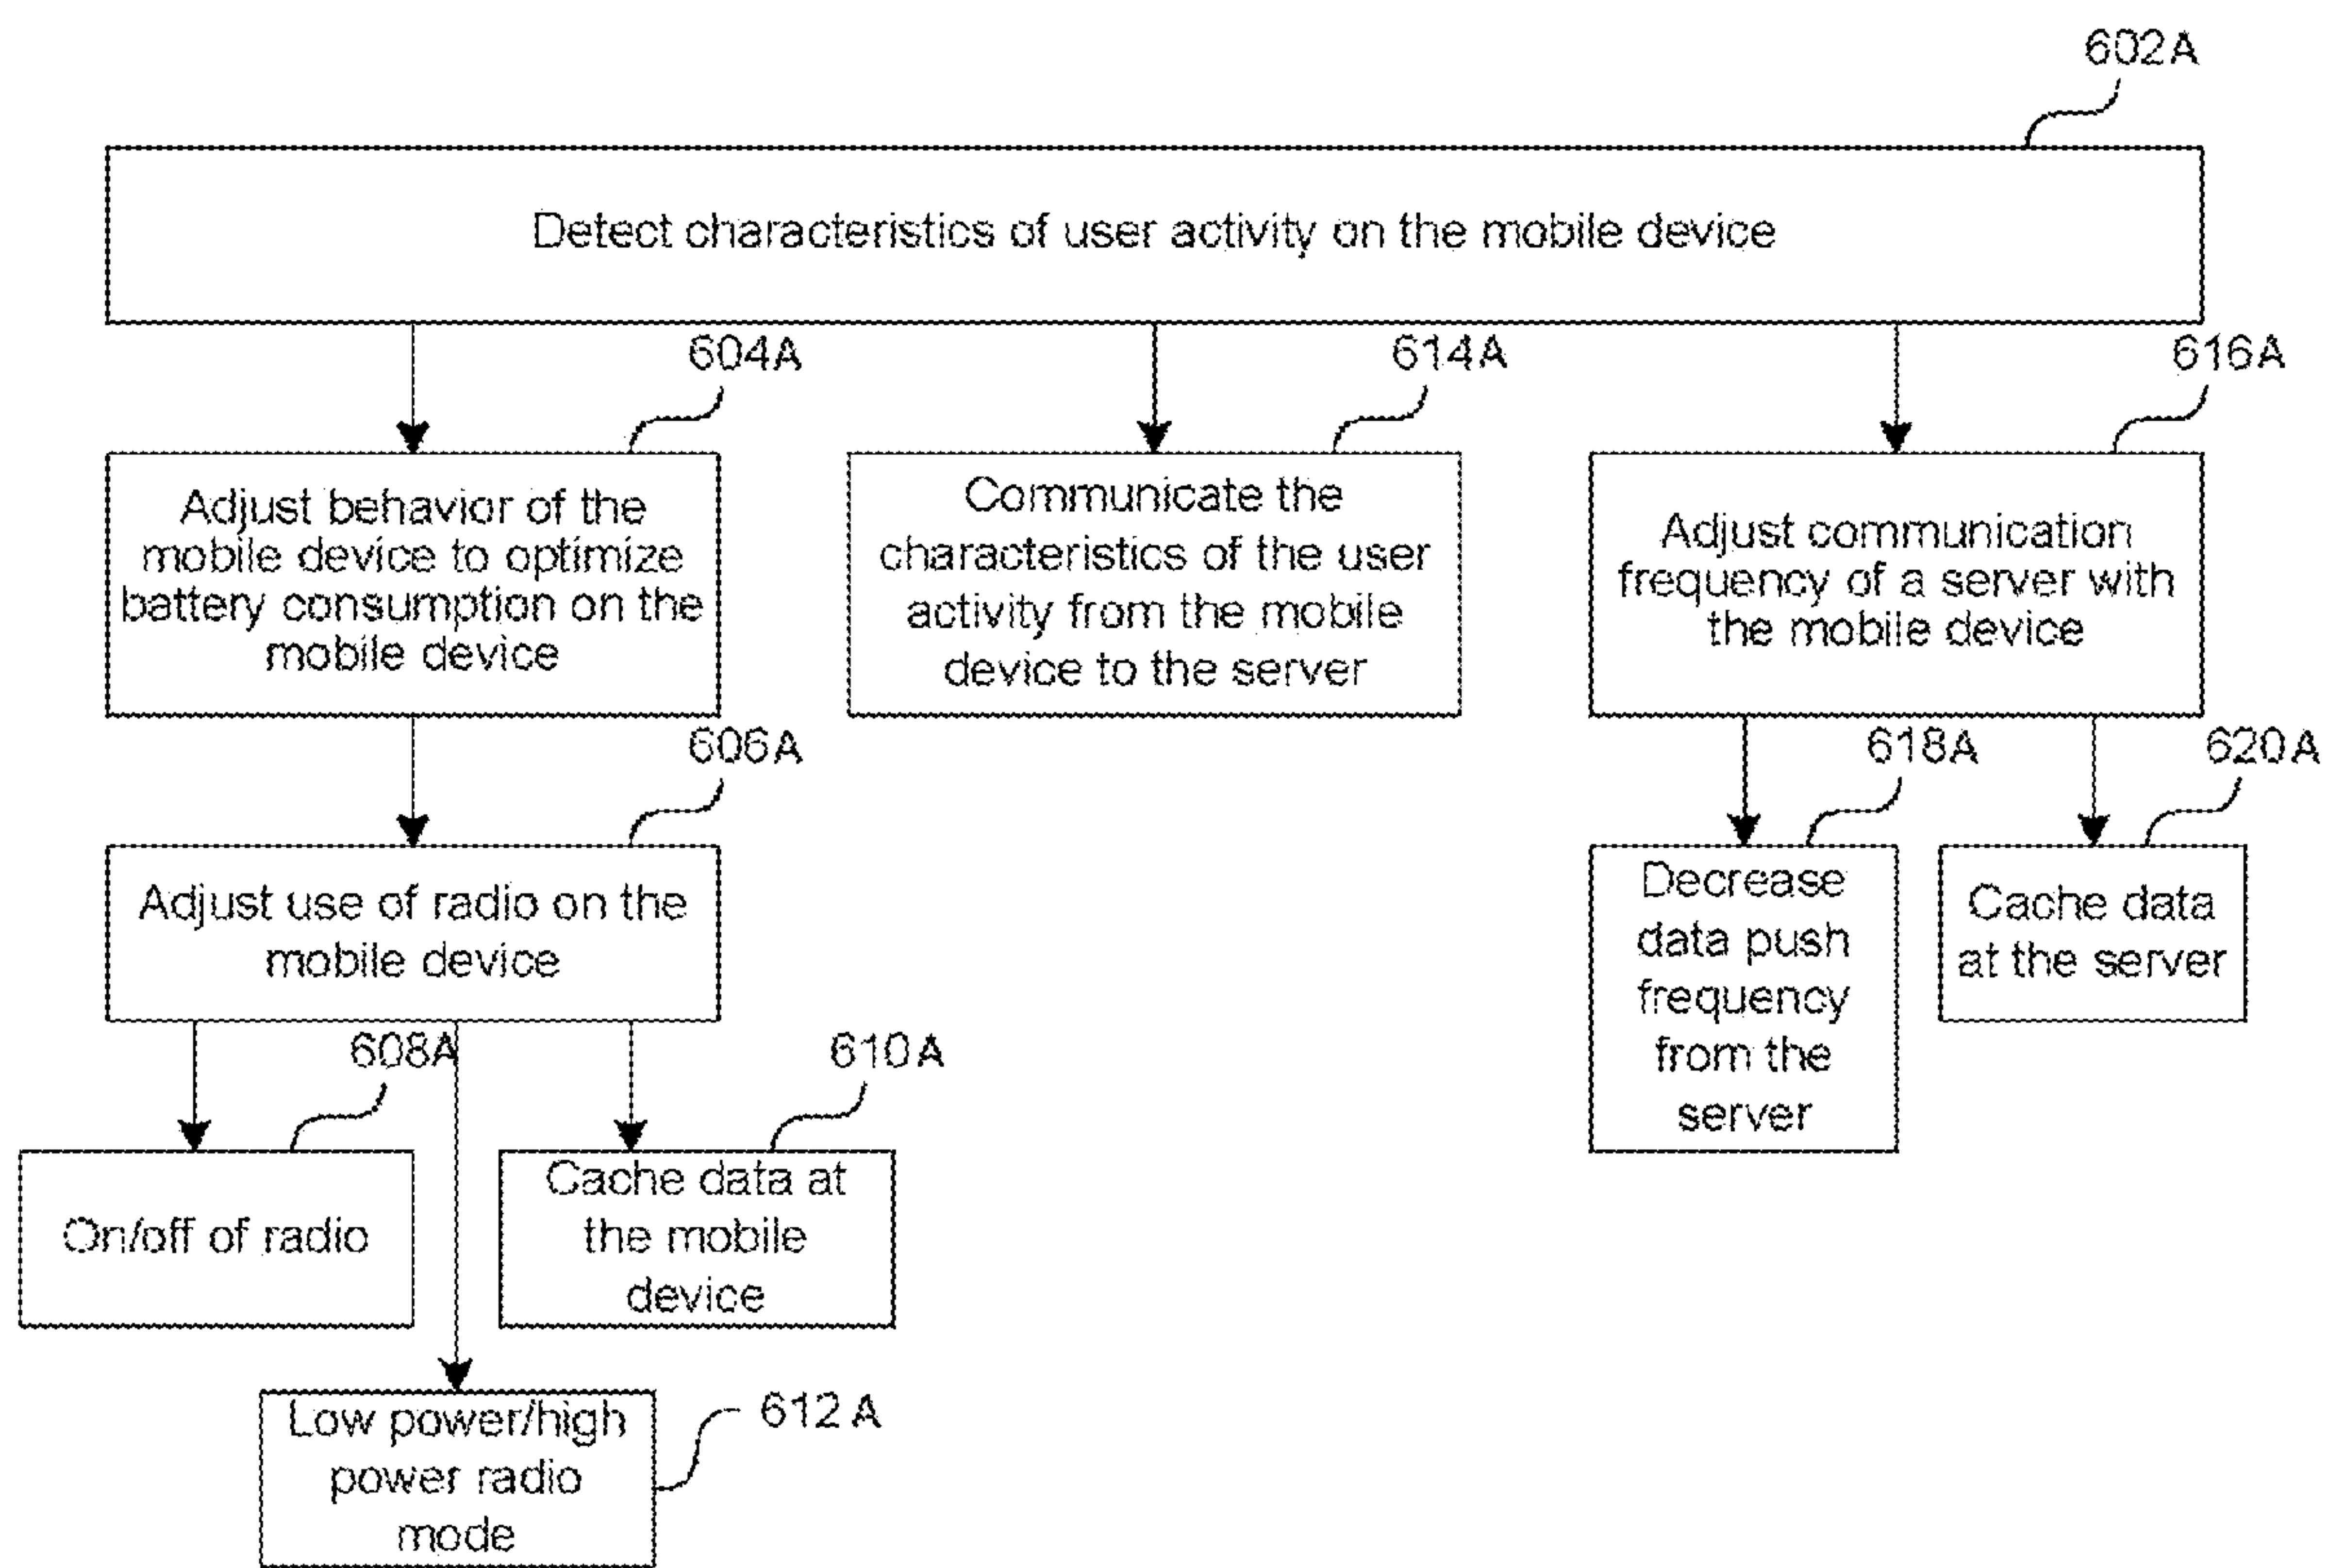 602A
Detect characteristics of user activity on the mobile device
604A
614A
616A
Adjust behavior of the
mobile device to optimize
battery consumption on the
mobile device
Communicate the
characteristics of the user
activity from the mobile
device to the server
Adjust communication
frequency of a server with
the mobile device
606A
618A
620A
Adjust use of radio on the
mobile device
Decrease
data push
frequency
from the
server
Cache data
at the server
608A
610A
On/off of radio
Cache data at
the mobile
device
Low power/high
power radio
mode
612A